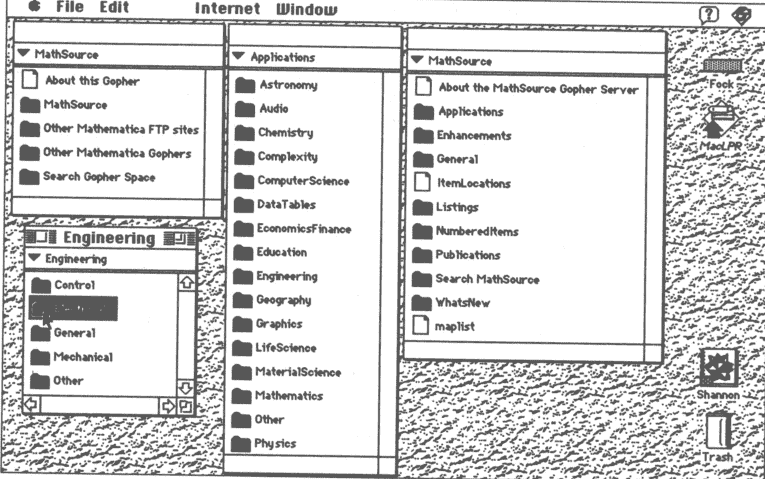 File Edit Internet Window
MathSource
About this Gopher
MathSource
Other Mathematica FTP sites
Other Mathematica Gophers
Search Gopher Space
Engineering
Engineering
Control
General
Mechanical
Other
Applications
Astronomy
Audio
Chemistry
Complexity
ComputerScience
DataTables
EconomicsFinance
Education
Engineering
Geography
Graphics
LifeScience
MaterialScience
Mathematics
Other
Physics
MathSource
About the MathSource Gopher Server
Applications
Enhancements
General
ItemLocations
Listings
NumberedItems
Publications
Search MathSource
WhatsNew
maplist
Fock
MacLPR
Shannon
Trash